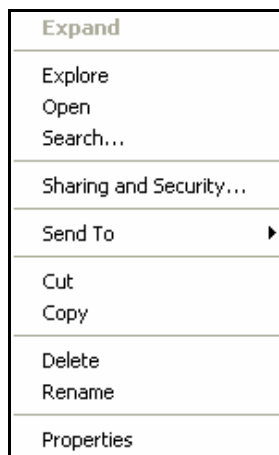 Expand
Explore
Open
Search...
Sharing and Security...
Send To
Cut
Copy
Delete
Rename
Properties